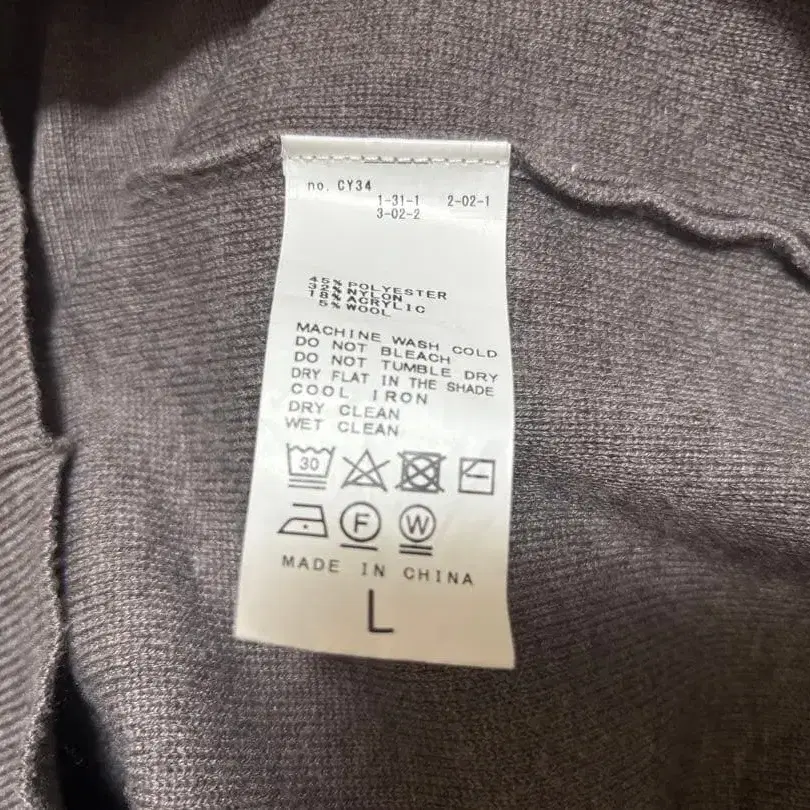 no. CY34
1-31-1 2-02-1
3-02-2
45% POLYESTER
32% NYLON
18% ACRYLIC
5% WOOL
MACHINE WASH COLD
DO NOT BLEACH
DO NOT TUMBLE DRY
DRY FLAT IN THE SHADE
COOL IRON
DRY CLEAN
WET CLEAN
30
F W
MADE IN CHINA
L